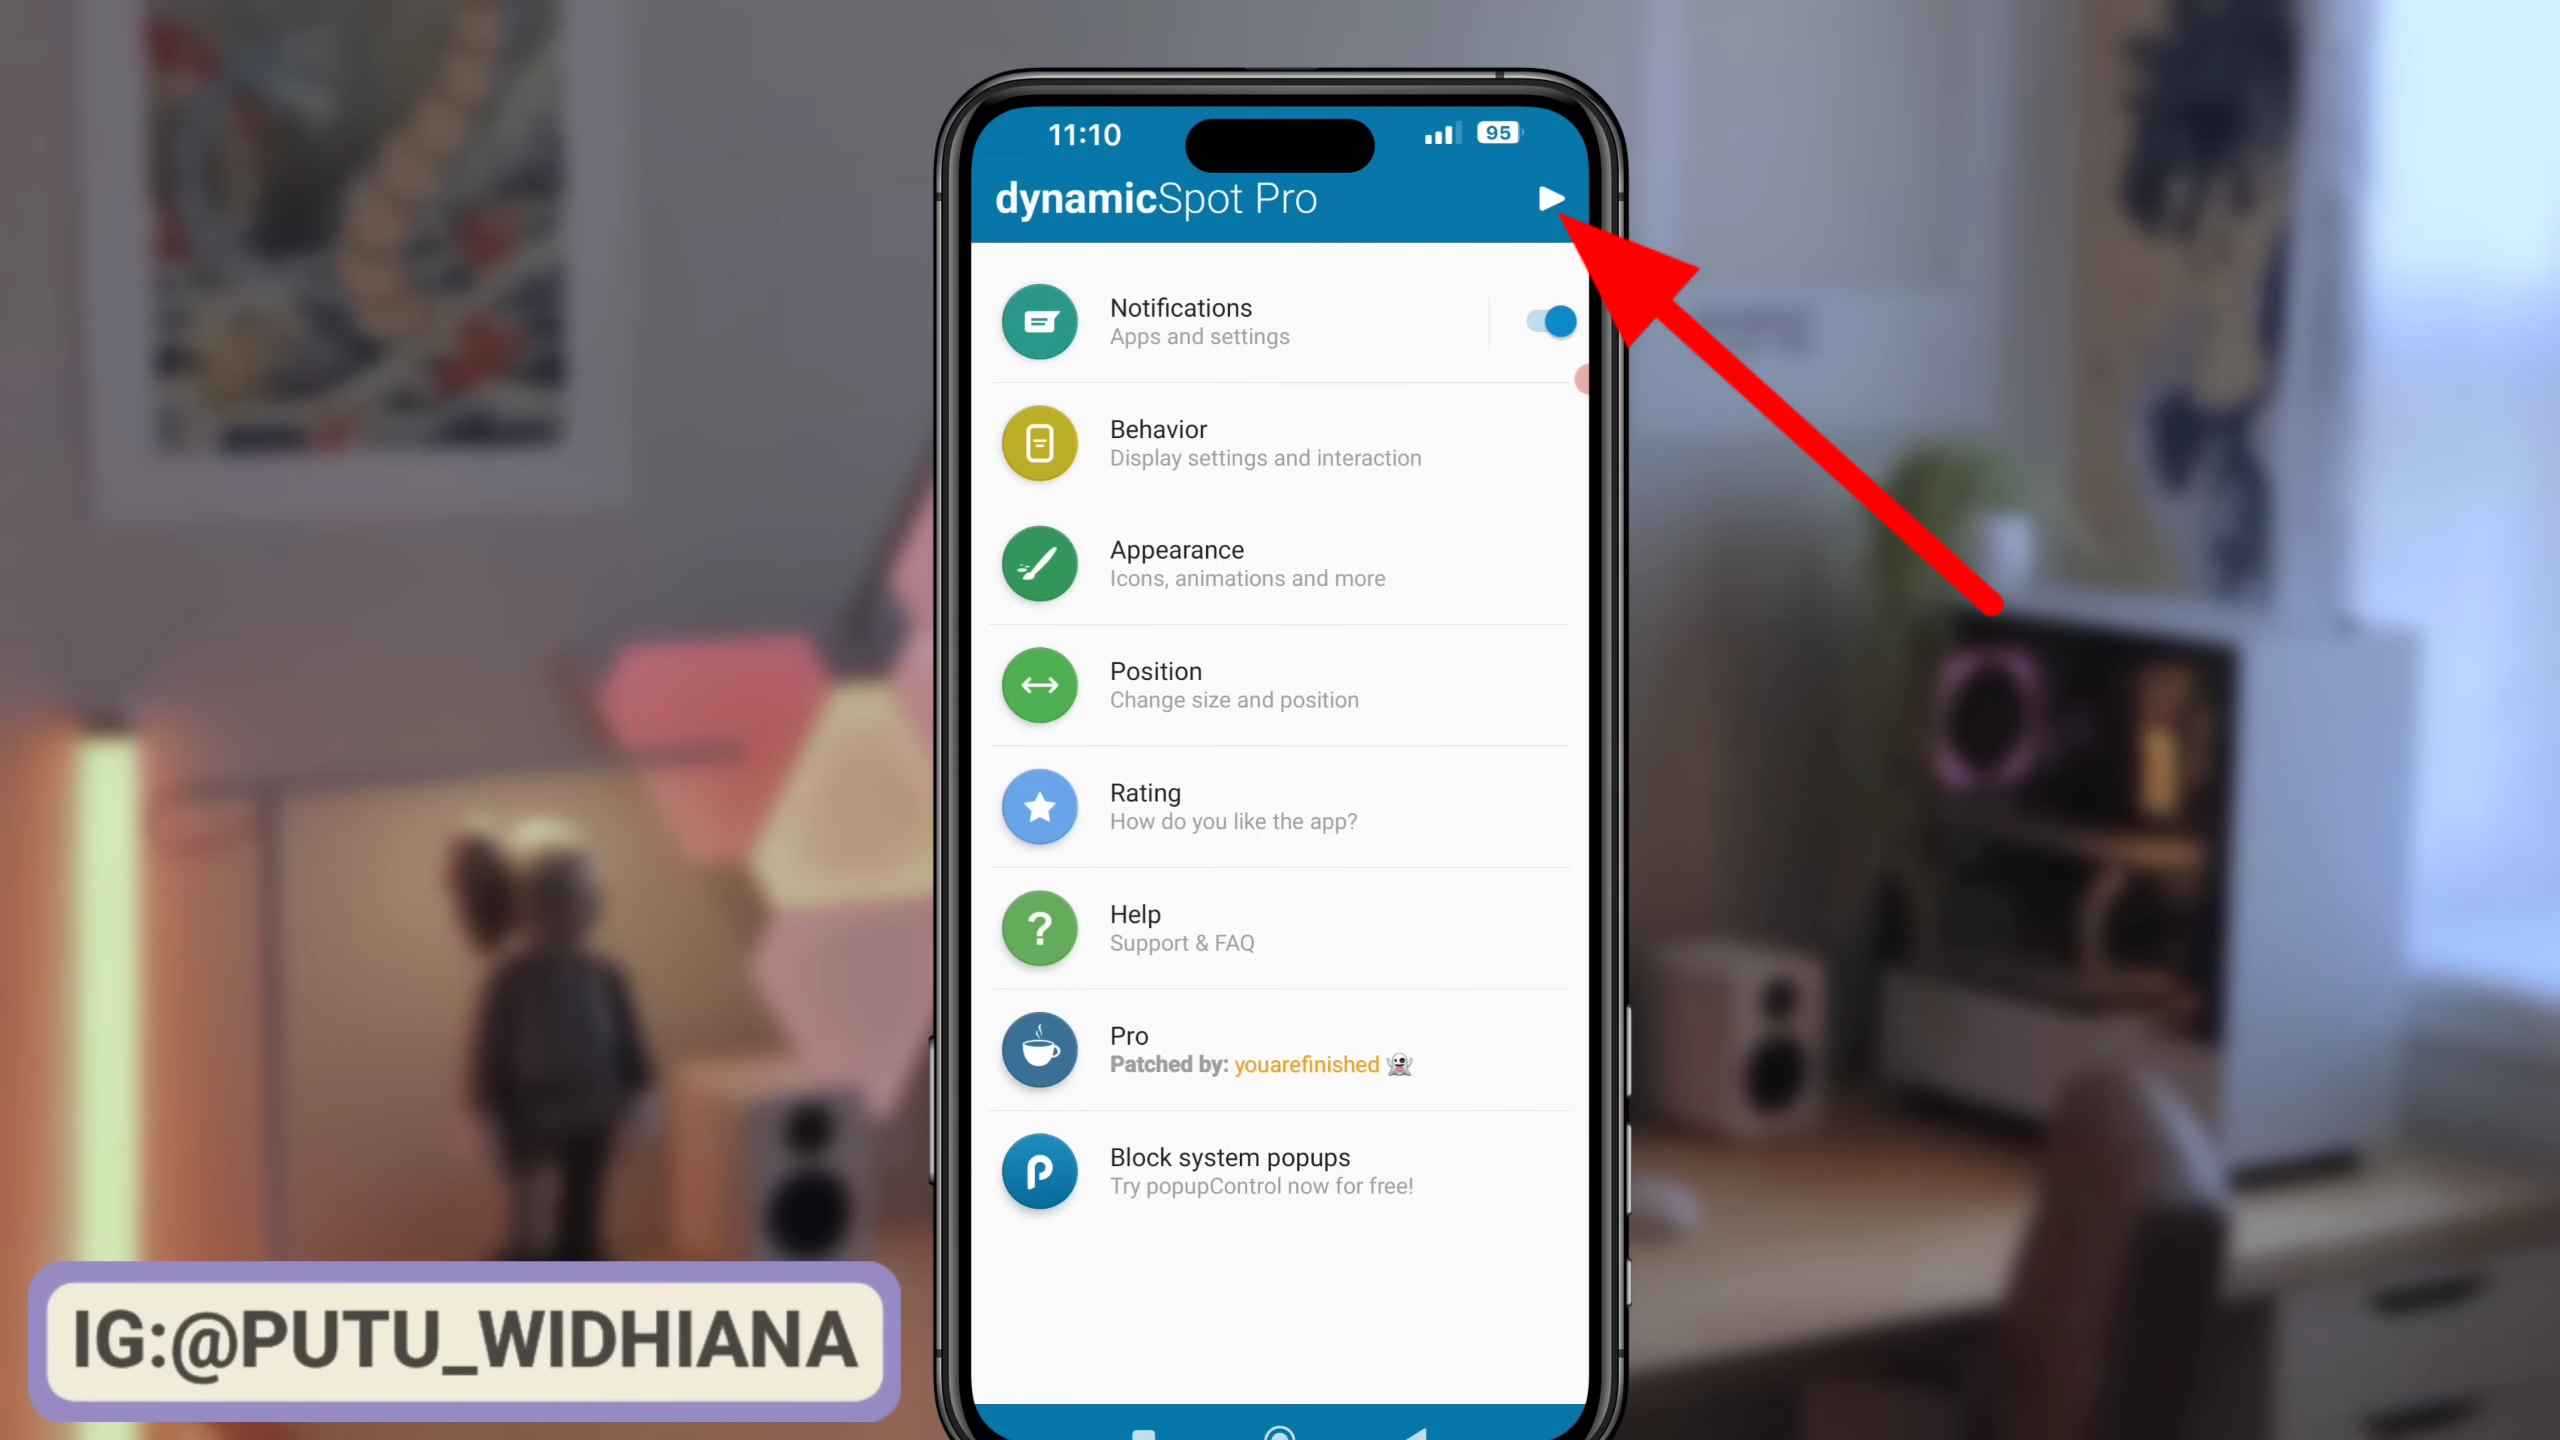 11:10
95
dynamicSpot Pro
Notifications
Apps and settings
Behavior
Display settings and interaction
Appearance
Icons, animations and more
Position
Change size and position
Rating
How do you like the app?
Help
Support & FAQ
Pro
Patched by: youarefinished 👻
Block system popups
Try popupControl now for free!
IG:@PUTU_WIDHIANA